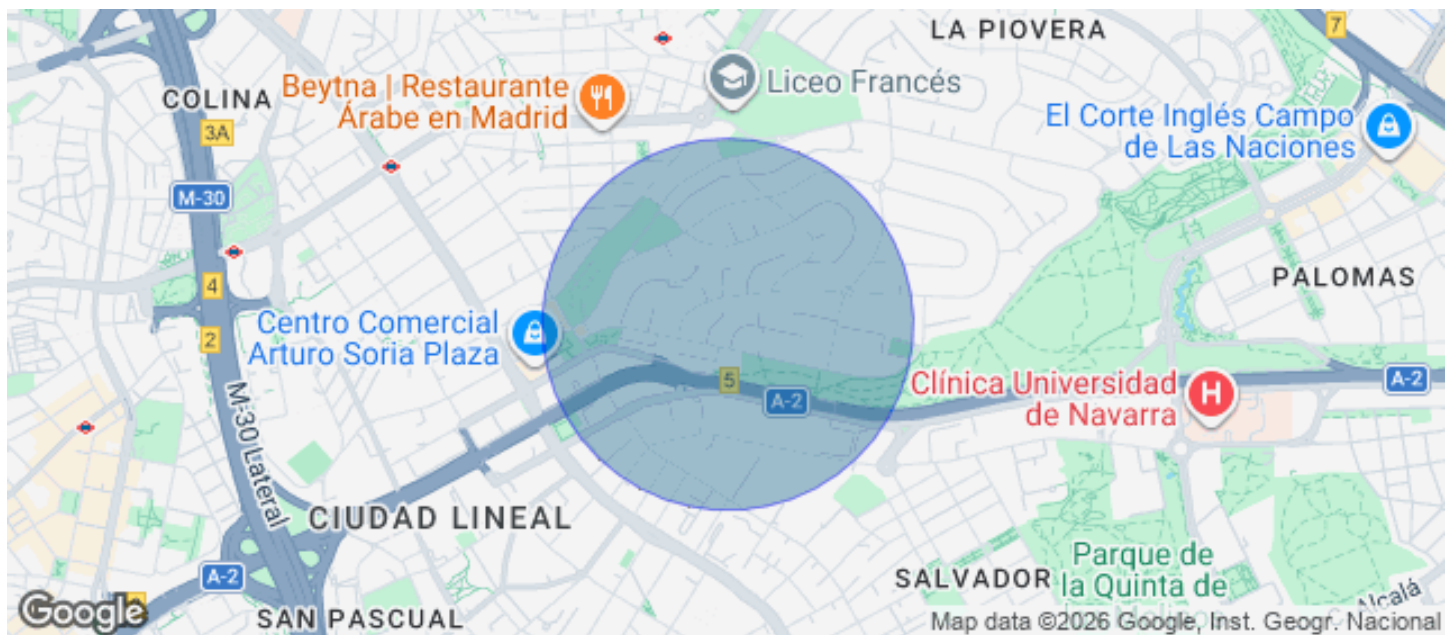 LA PIOVERA
7
COLINA
Beytna | Restaurante
Árabe en Madrid
Liceo Francés
El Corte Inglés Campo
de Las Naciones
3A
M-30
4
2
PALOMAS
Centro Comercial
Arturo Soria Plaza
5
A-2
A-2
Clínica Universidad
de Navarra
M-30 Lateral
CIUDAD LINEAL
A-2
SALVADOR
Parque de
la Quinta de
Alcalá
SAN PASCUAL
Google
Map data ©2026 Google, Inst. Geogr. Nacional